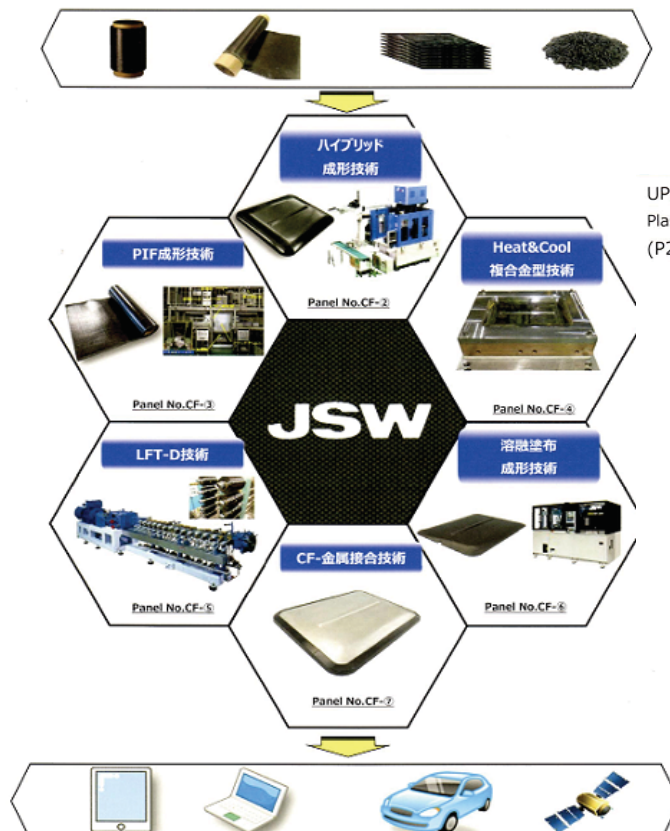 ハイブリッド
成形技術
Panel No.CF-②
PIF成形技術
Panel No.CF-③
Heat&Cool
複合金型技術
Panel No.CF-④
JSW
LFT-D技術
Panel No.CF-⑤
溶融塗布
成形技術
Panel No.CF-⑥
CF-金属接合技術
Panel No.CF-⑦
UP
Pla
(P2